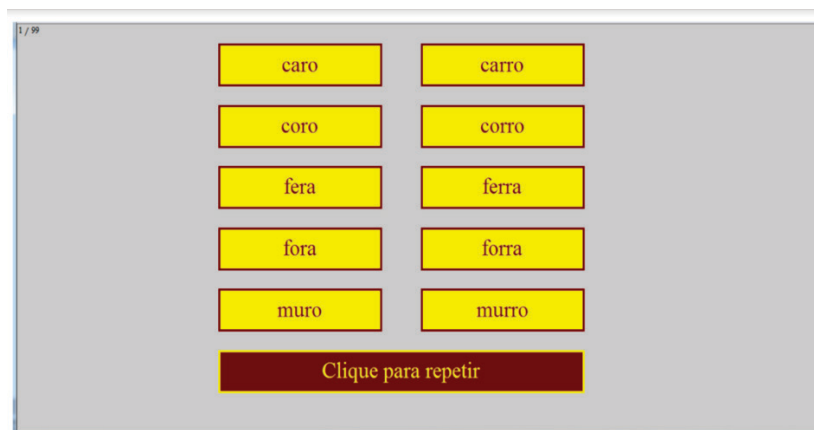 1 / 99
caro carro
coro corro
fera ferra
fora forra
muro murro
Clique para repetir